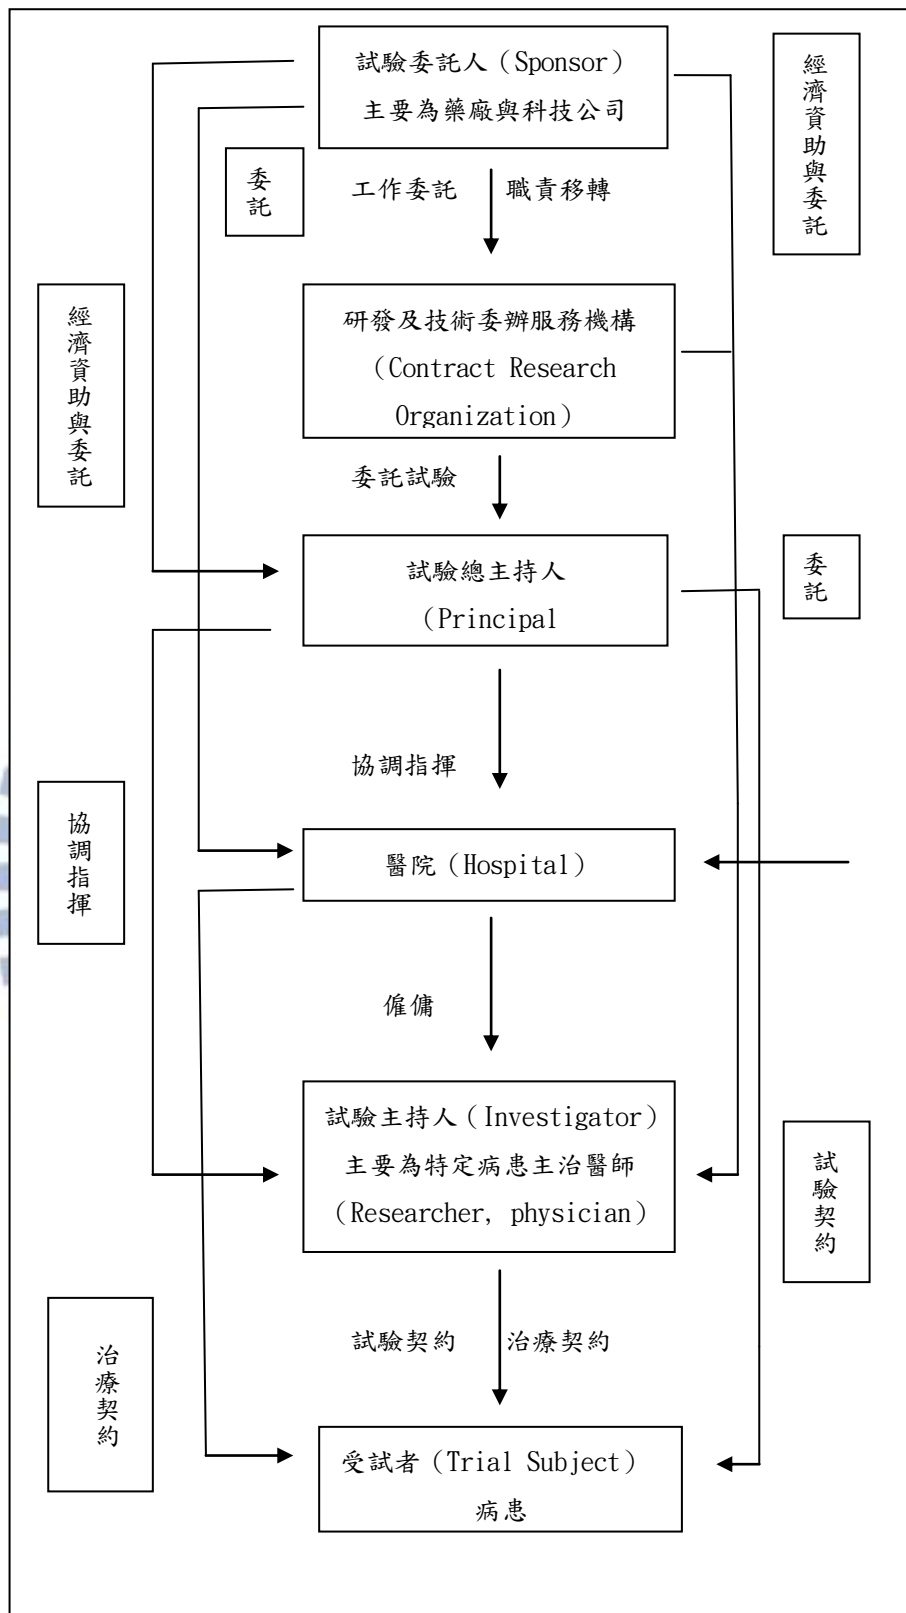 試驗委託人（Sponsor）
主要為藥廠與科技公司
經濟資助與委託
委託
工作委託
職責移轉
經濟資助與委託
研發及技術委辦服務機構
（Contract Research
Organization）
委託試驗
試驗總主持人
（Principal
委託
協調指揮
協調指揮
醫院（Hospital）
僱傭
試驗主持人（Investigator）
主要為特定病患主治醫師
（Researcher, physician）
試驗契約
治療契約
試驗契約
治療契約
受試者（Trial Subject）
病患